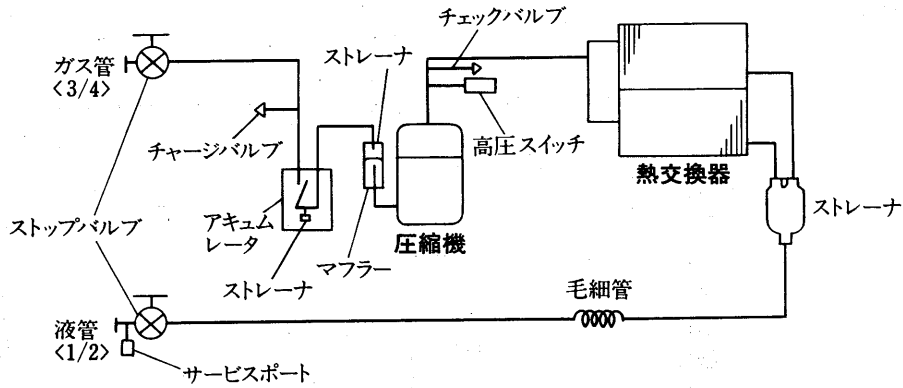 チェックバルブ
ストレーナ
ガス管
<3/4>
チャージバルブ
高圧スイッチ
熱交換器
ストップバルブ
アキュム
レータ
ストレーナ
マフラー
圧縮機
ストレーナ
毛細管
液管
<1/2>
サービスポート